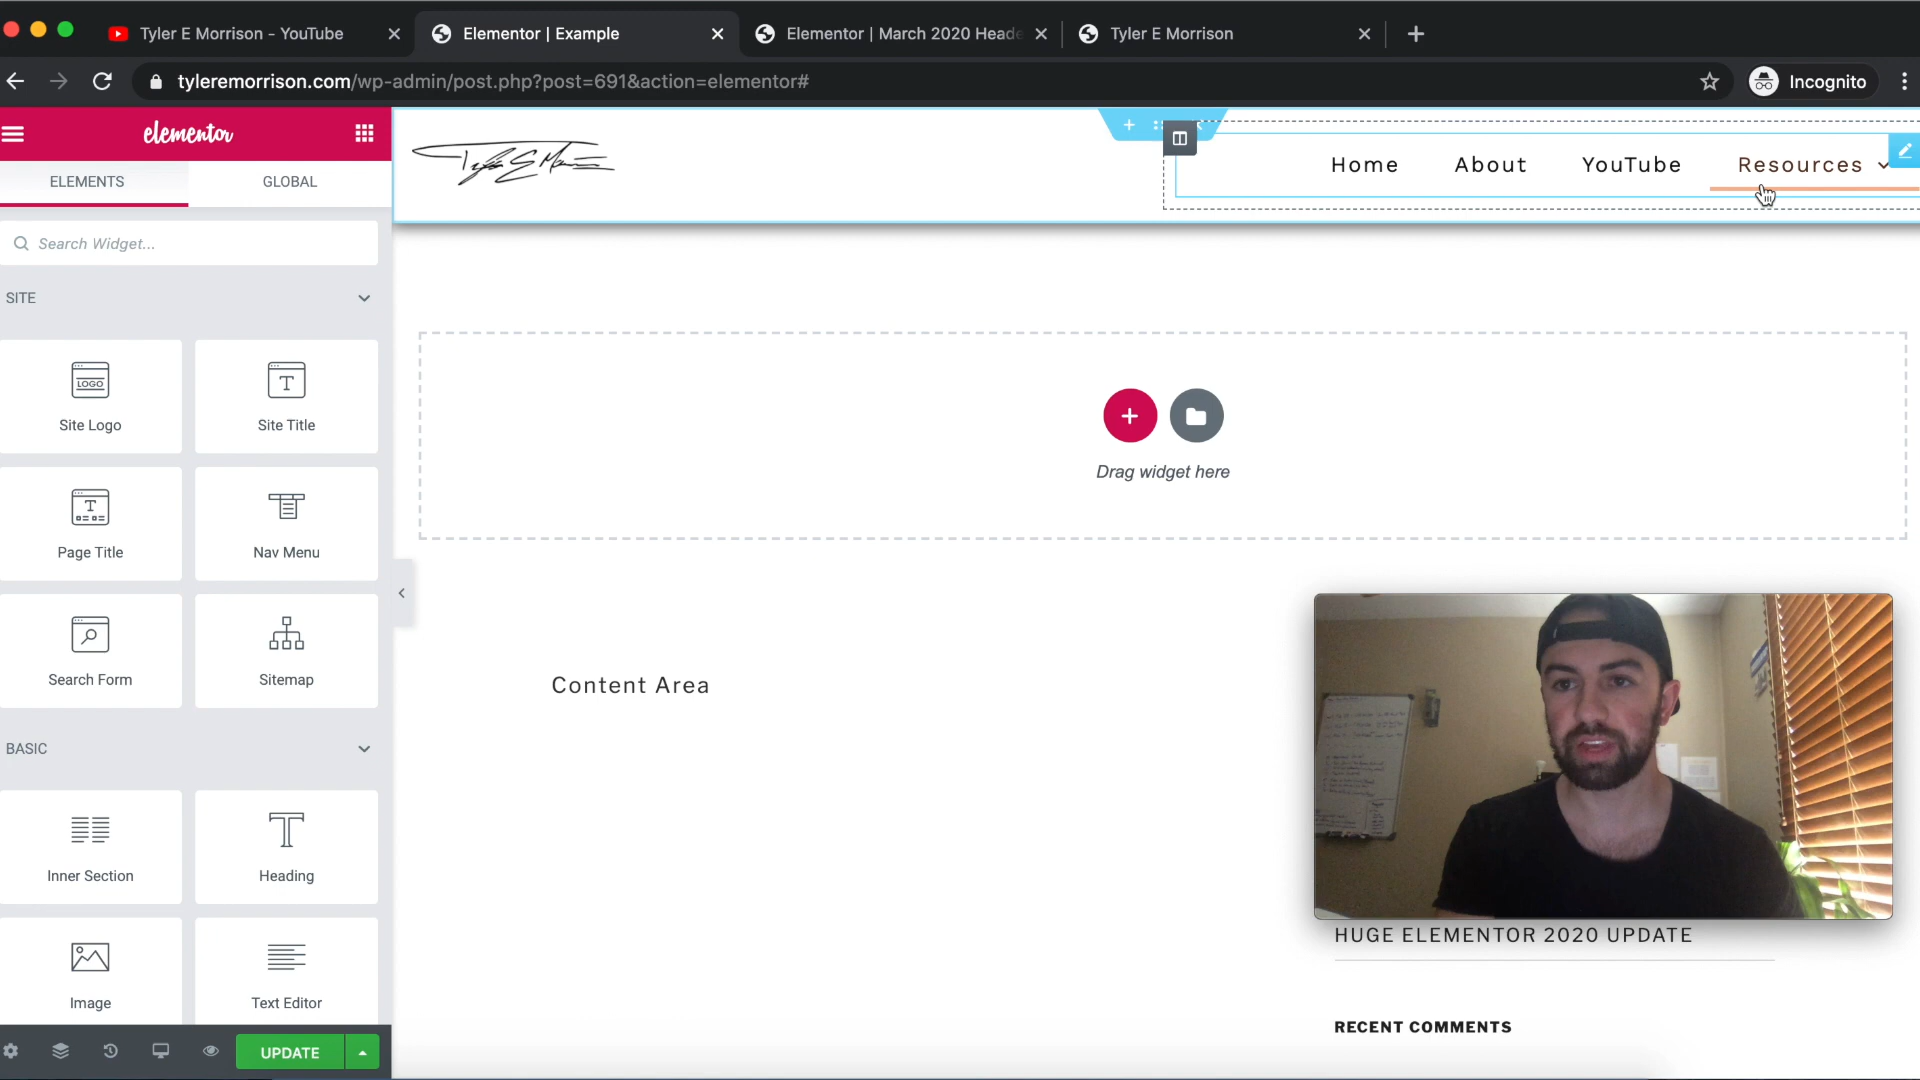 Tyler E Morrison - YouTube
Elementor | Example
Elementor | March 2020 Heade
Tyler E Morrison
tyleremorrison.com/wp-admin/post.php?post=691&action=elementor#
Incognito
elementor
ELEMENTS
GLOBAL
Home
About
YouTube
Resources
Search Widget...
SITE
LOGO
Site Logo
Site Title
Page Title
Nav Menu
Search Form
Sitemap
Drag widget here
Content Area
BASIC
Inner Section
Heading
Image
Text Editor
HUGE ELEMENTOR 2020 UPDATE
RECENT COMMENTS
UPDATE